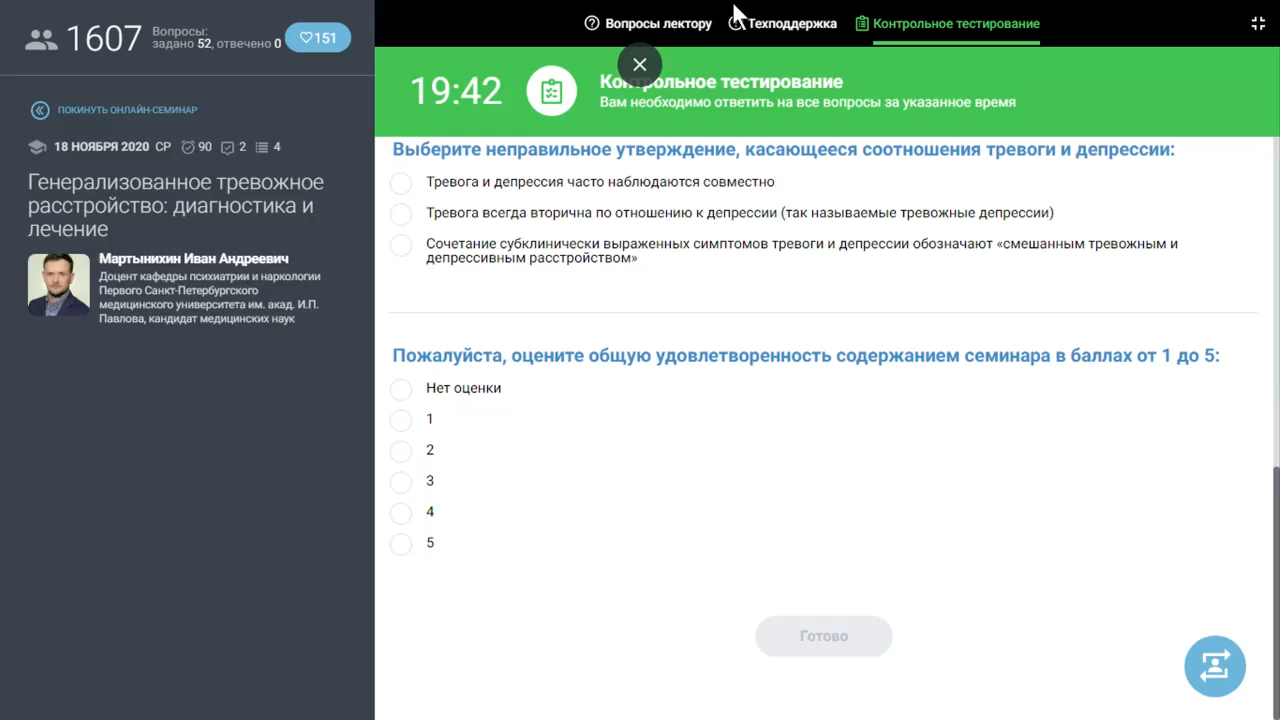 1607
Вопросы:
задано 52, отвечено 0
151
ПОКИНУТЬ ОНЛАЙН-СЕМИНАР
18 НОЯБРЯ 2020 СР 90 2 4
Генерализованное тревожное
расстройство: диагностика и
лечение
Мартынихин Иван Андреевич
Доцент кафедры психиатрии и наркологии
Первого Санкт-Петербургского
медицинского университета им. акад. И.П.
Павлова, кандидат медицинских наук
Вопросы лектору Техподдержка Контрольное тестирование
19:42
Контрольное тестирование
Вам необходимо ответить на все вопросы за указанное время
Выберите неправильное утверждение, касающееся соотношения тревоги и депрессии:
Тревога и депрессия часто наблюдаются совместно
Тревога всегда вторична по отношению к депрессии (так называемые тревожные депрессии)
Сочетание субклинически выраженных симптомов тревоги и депрессии обозначают «смешанным тревожным и
депрессивным расстройством»
Пожалуйста, оцените общую удовлетворенность содержанием семинара в баллах от 1 до 5:
Нет оценки
1
2
3
4
5
Готово